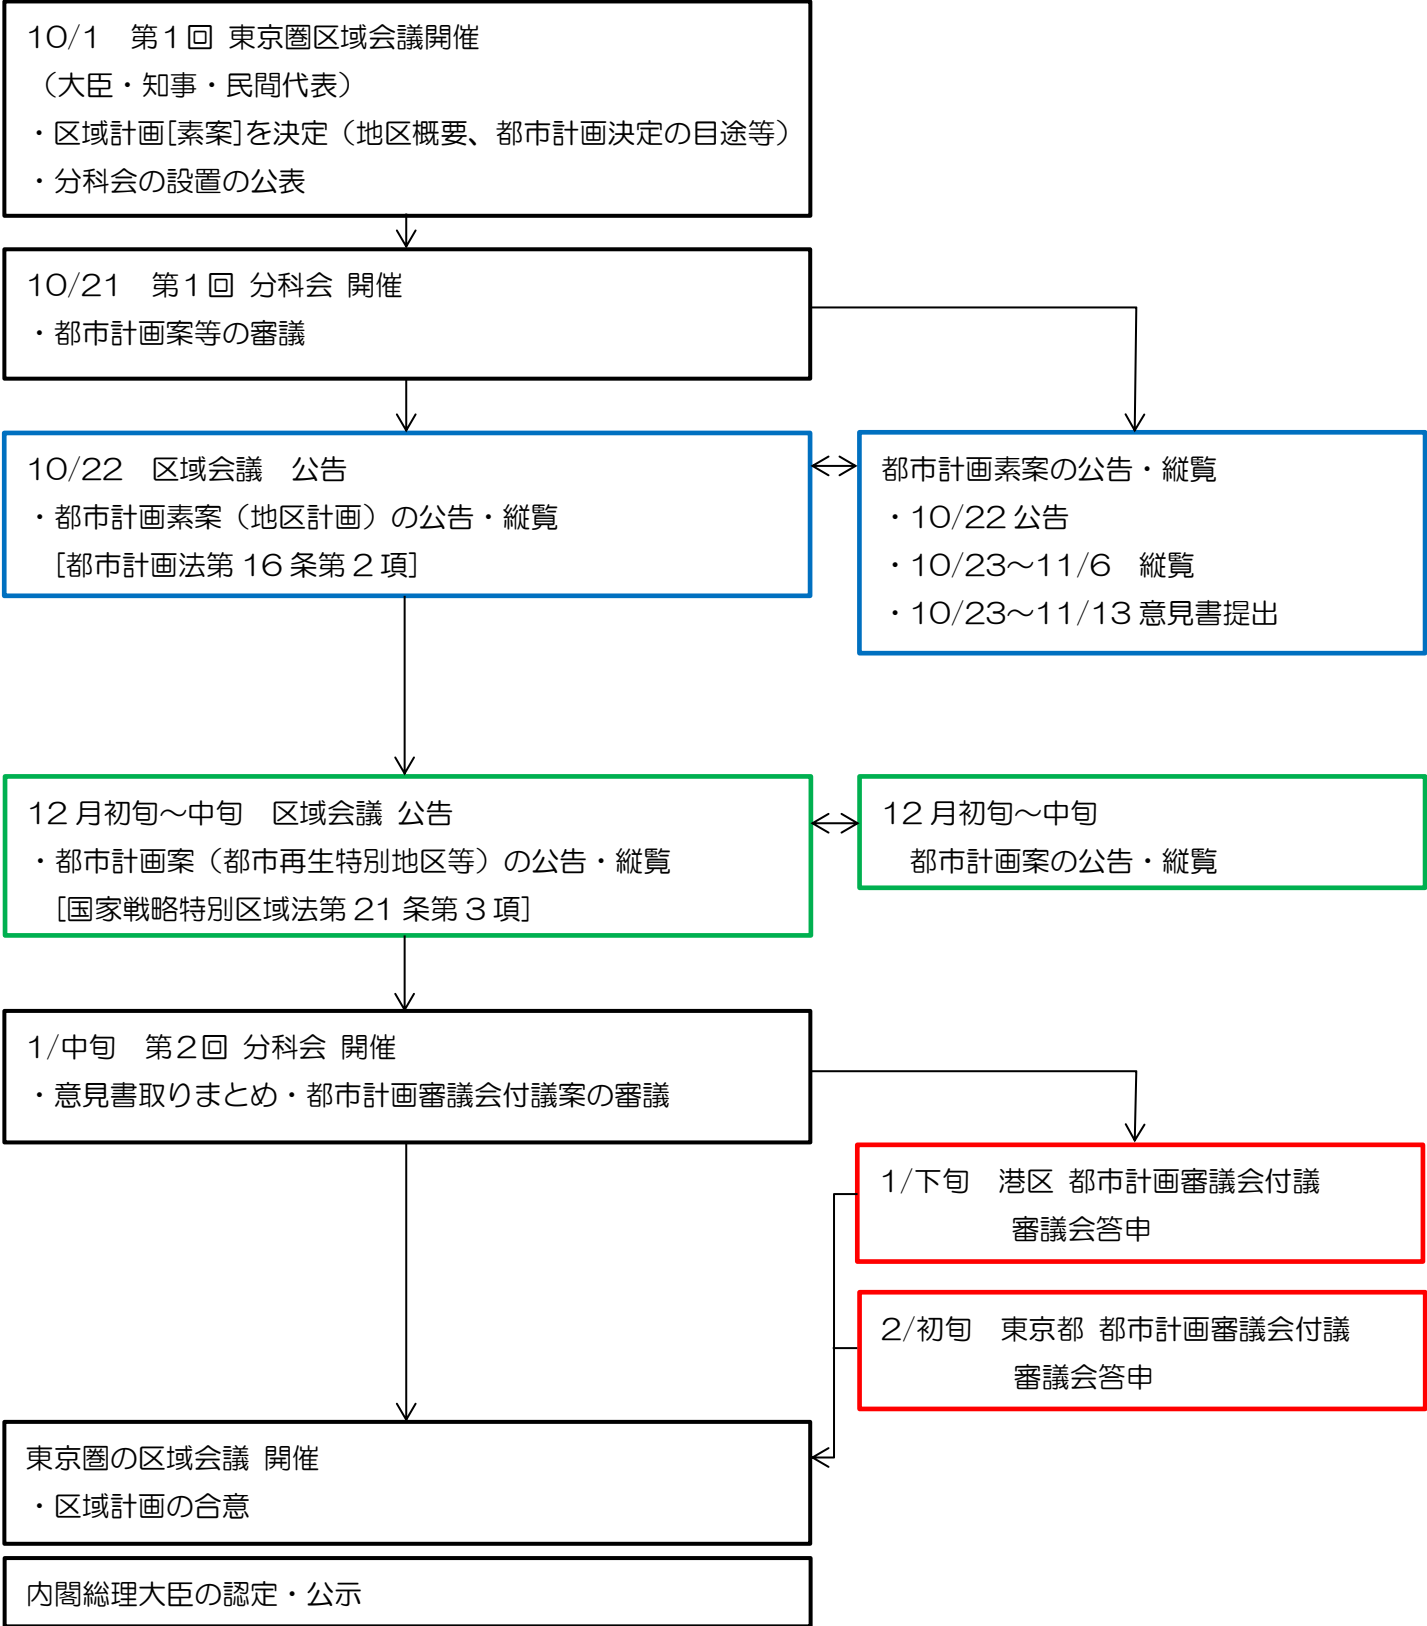 10/1　第１回 東京圏区域会議開催
（大臣・知事・民間代表）
・区域計画[素案]を決定（地区概要、都市計画決定の目途等）
・分科会の設置の公表
10/21　第１回 分科会 開催
・都市計画案等の審議
10/22　区域会議　公告
・都市計画素案（地区計画）の公告・縦覧
[都市計画法第 16 条第 2 項]
都市計画素案の公告・縦覧
・10/22 公告
・10/23～11/6　縦覧
・10/23～11/13 意見書提出
12 月初旬～中旬　区域会議 公告
・都市計画案（都市再生特別地区等）の公告・縦覧
[国家戦略特別区域法第 21 条第 3 項]
12 月初旬～中旬
都市計画案の公告・縦覧
1/中旬　第２回 分科会 開催
・意見書取りまとめ・都市計画審議会付議案の審議
1/下旬　港区 都市計画審議会付議
審議会答申
2/初旬　東京都 都市計画審議会付議
審議会答申
東京圏の区域会議 開催
・区域計画の合意
内閣総理大臣の認定・公示